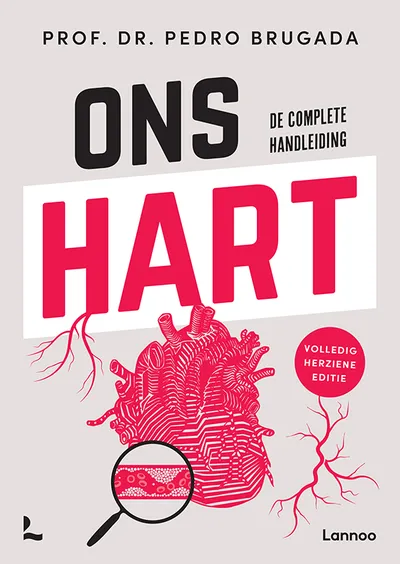 PROF. DR. PEDRO BRUGADA
ONS
DE COMPLETE
HANDLEIDING
HART
VOLLEDIG
HERZIENE
EDITIE
Lannoo